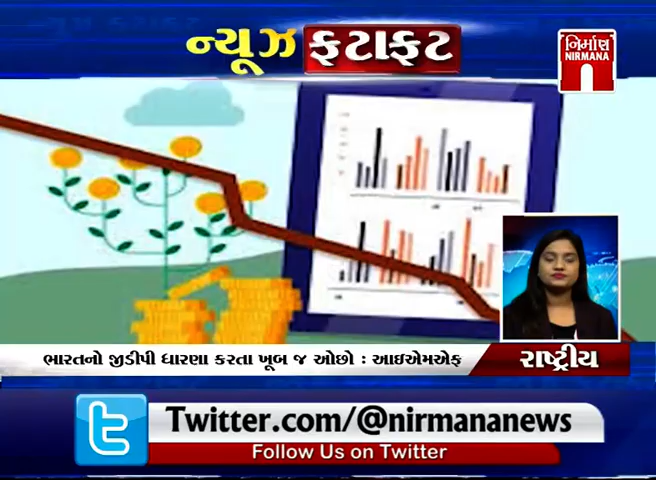 ન્યૂઝ ફટાફટ
નિર્માણ
NIRMANA
ભારતનો જીડીપી ધારણા કરતા ખૂબ જ ઓછો : આઇએમએફ
રાષ્ટ્રીય
Twitter.com/@nirmananews
Follow Us on Twitter